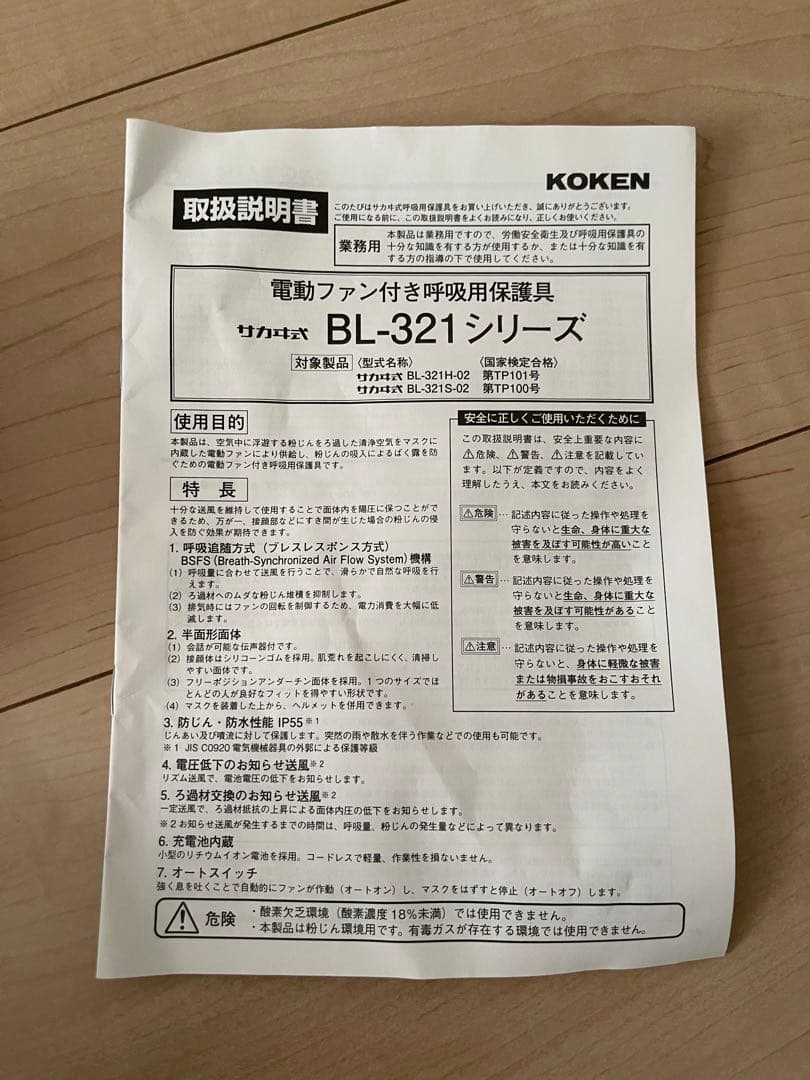 KOKEN
取扱説明書
このたびはサカヰ式呼吸用保護具をお買い上げいただき、誠にありがとうございます。
ご使用になる前に、この取扱説明書をよくお読みになり、正しくお使いください。
業務用
本製品は業務用ですので、労働安全衛生及び呼吸用保護具の
十分な知識を有する方が使用するか、または十分な知識を有
する方の指導の下で使用してください。
電動ファン付き呼吸用保護具
サカヰ式 BL-321シリーズ
対象製品 〈型式名称〉 〈国家検定合格〉
サカヰ式 BL-321H-02 第TP101号
サカヰ式 BL-321S-02 第TP100号
使用目的
本製品は、空気中に浮遊する粉じんをろ過した清浄空気をマスクに
内蔵した電動ファンにより供給し、粉じんの吸入によるばく露を防
ぐための電動ファン付き呼吸用保護具です。
特長
十分な送風を維持して使用することで面体内を陽圧に保つことがで
きるため、万が一、接顔部などにすき間が生じた場合の粉じんの侵
入を防ぐ効果が期待できます。
1. 呼吸追随方式（ブレスレスポンス方式）
BSFS（Breath-Synchronized Air Flow System）機構
（1）呼吸量に合わせて送風を行うことで、滑らかで自然な呼吸を行
えます。
（2）ろ過材へのムダな粉じん堆積を抑制します。
（3）排気時にはファンの回転を制御するため、電力消費を大幅に低
減します。
2. 半面形面体
（1）会話が可能な伝声器付です。
（2）接顔体はシリコーンゴムを採用。肌荒れを起こしにくく、清掃し
やすい面体です。
（3）フリーポジションアンダーチン面体を採用。1つのサイズでほ
とんどの人が良好なフィットを得やすい形状です。
（4）マスクを装着した上から、ヘルメットを併用できます。
3. 防じん・防水性能 IP55※1
じんあい及び噴流に対して保護します。突然の雨や散水を伴う作業などでの使用も可能です。
※1 JIS C0920 電気機械器具の外郭による保護等級
4. 電圧低下のお知らせ送風※2
リズム送風で、電池電圧の低下をお知らせします。
5. ろ過材交換のお知らせ送風※2
一定送風で、ろ過材抵抗の上昇による面体内圧の低下をお知らせします。
※2 お知らせ送風が発生するまでの時間は、呼吸量、粉じんの発生量などによって異なります。
6. 充電池内蔵
小型のリチウムイオン電池を採用。コードレスで軽量、作業性を損ないません。
7. オートスイッチ
強く息を吐くことで自動的にファンが作動（オートオン）し、マスクをはずすと停止（オートオフ）します。
安全に正しくご使用いただくために
この取扱説明書は、安全上重要な内容に
⚠危険、⚠警告、⚠注意を記載してい
ます。以下が定義ですので、内容をよく
理解したうえ、本文をお読みください。
⚠危険 … 記述内容に従った操作や処理を
守らないと生命、身体に重大な
被害を及ぼす可能性が高いこと
を意味します。
⚠警告 … 記述内容に従った操作や処理を
守らないと生命、身体に重大な
被害を及ぼす可能性があること
を意味します。
⚠注意 … 記述内容に従った操作や処理を
守らないと、身体に軽微な被害
または物損事故をおこすおそれ
があることを意味します。
⚠ 危険
・酸素欠乏環境（酸素濃度18%未満）では使用できません。
・本製品は粉じん環境用です。有毒ガスが存在する環境では使用できません。